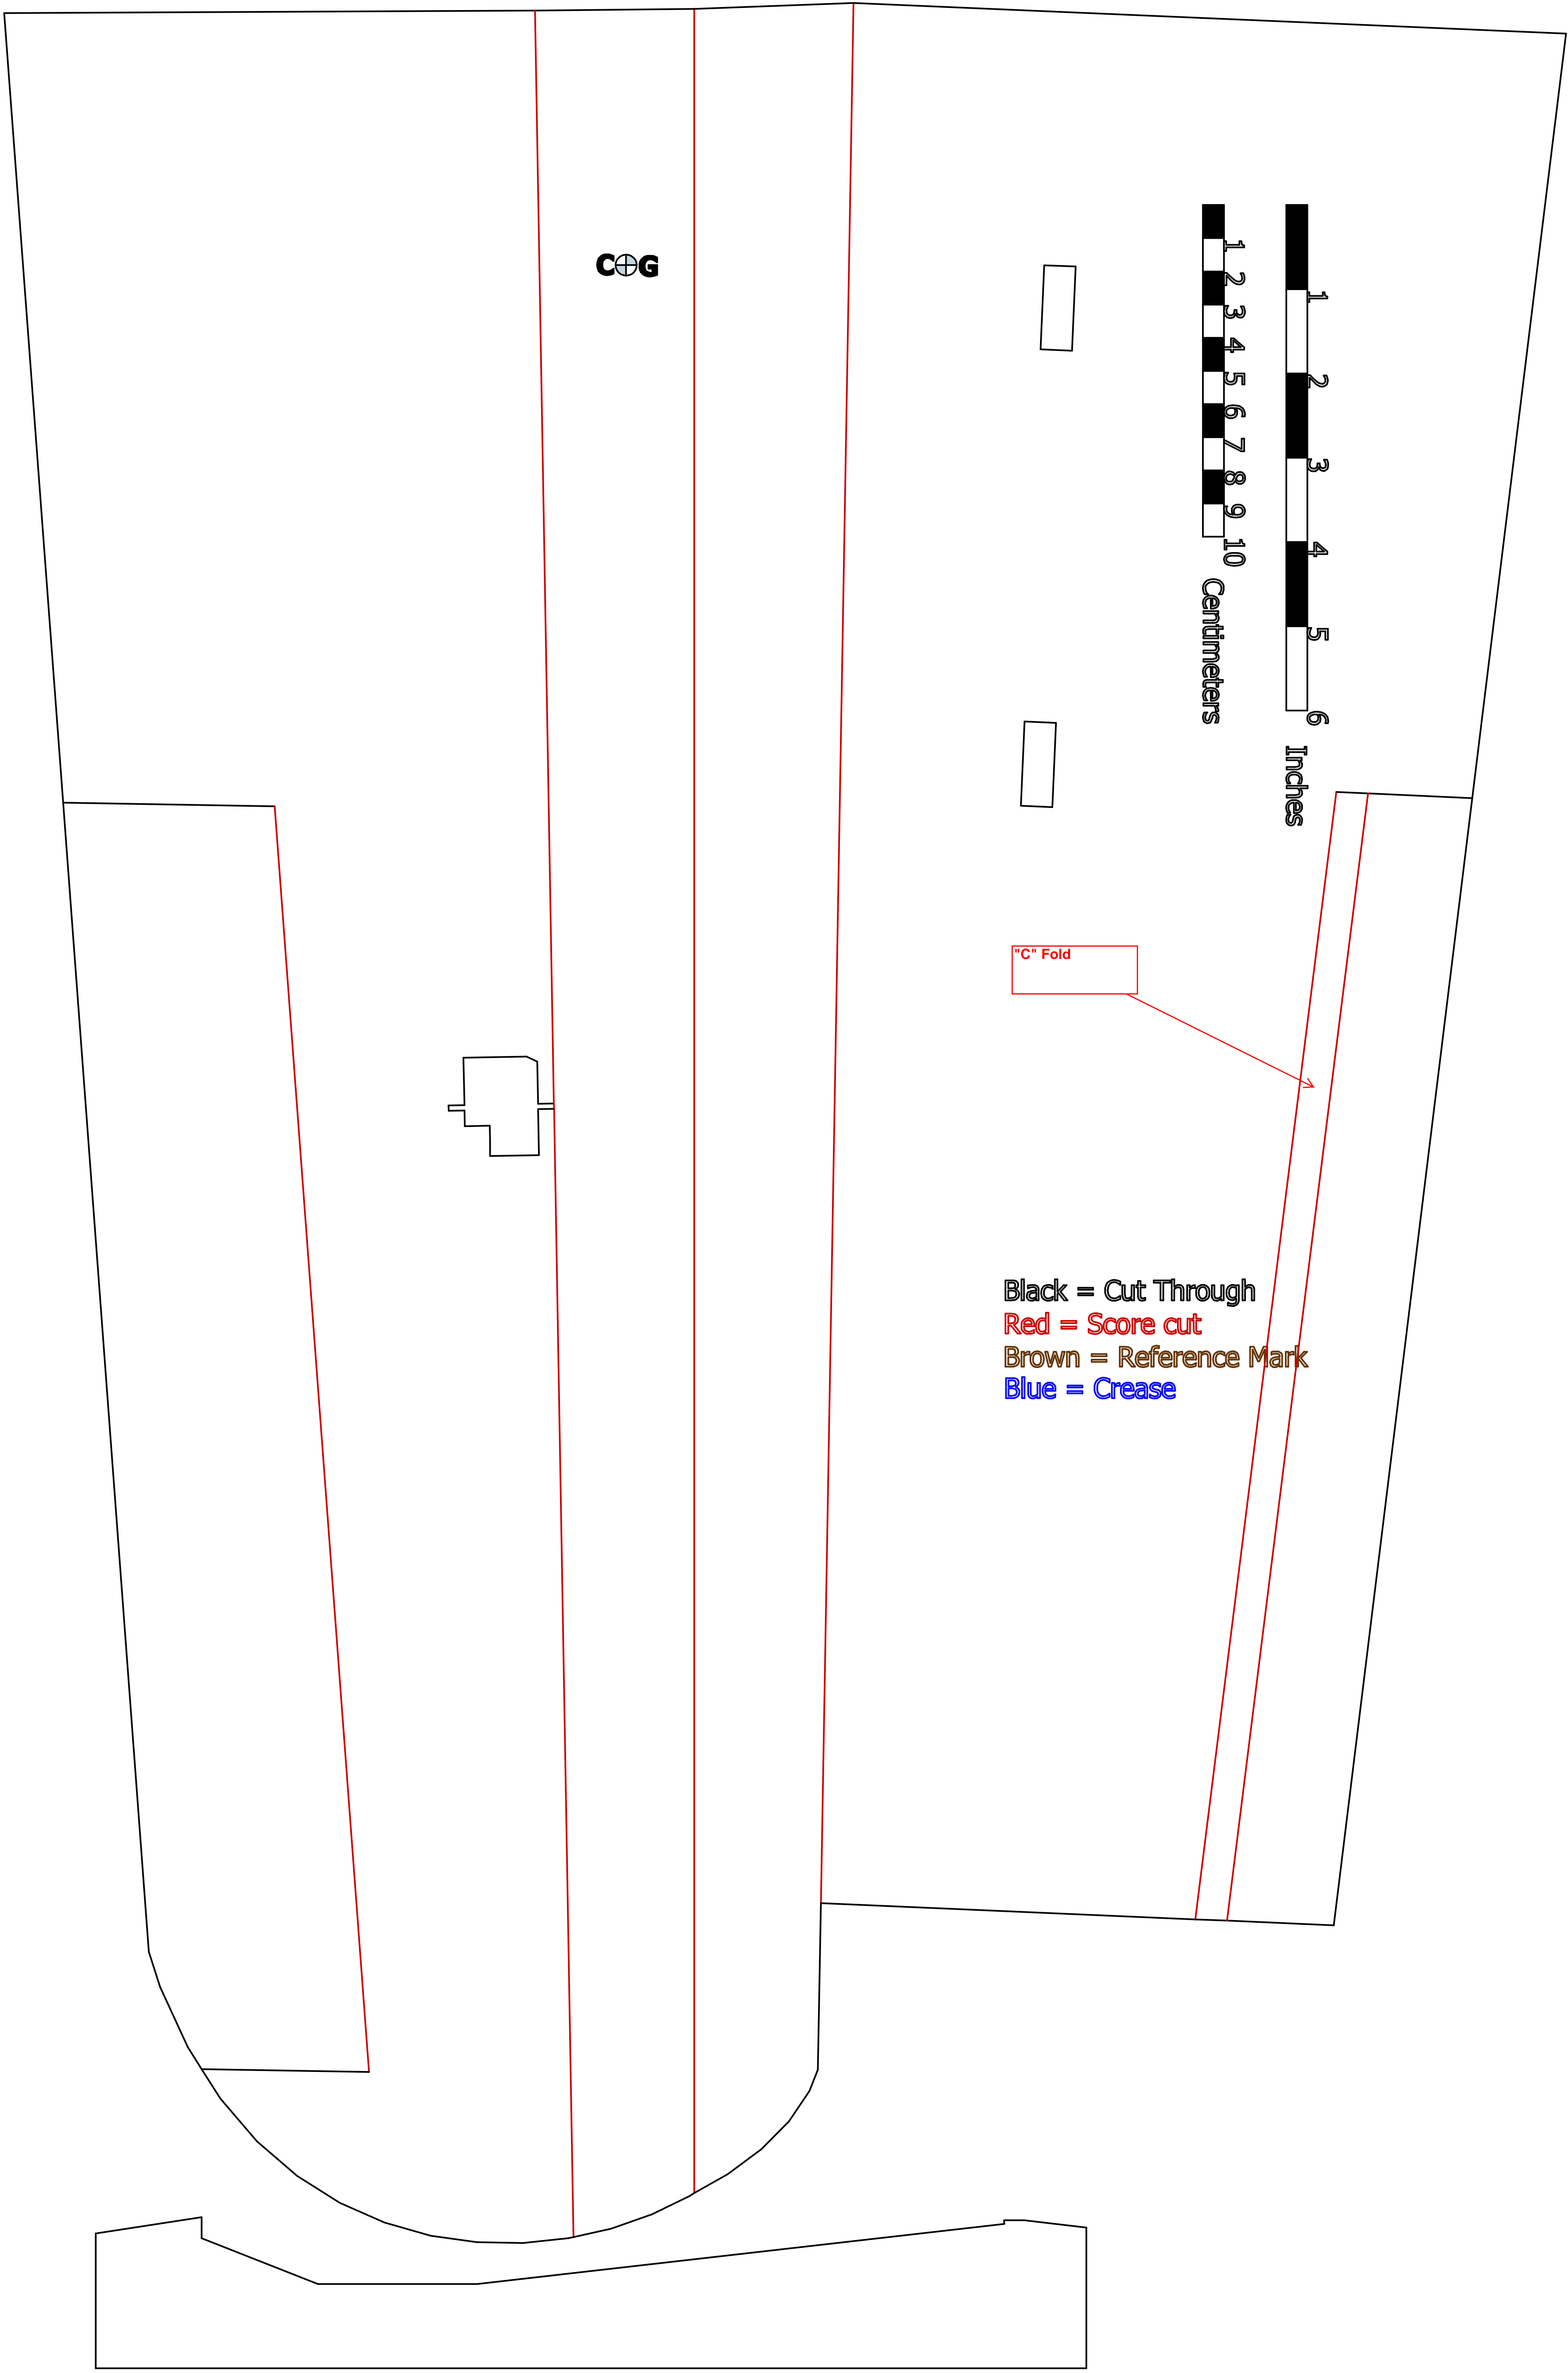 C G
1
2
3
4
5
6
7
8
9
10
Centimeters
1
2
3
4
5
6
Inches
"C" Fold
Black = Cut Through
Red = Score cut
Brown = Reference Mark
Blue = Crease